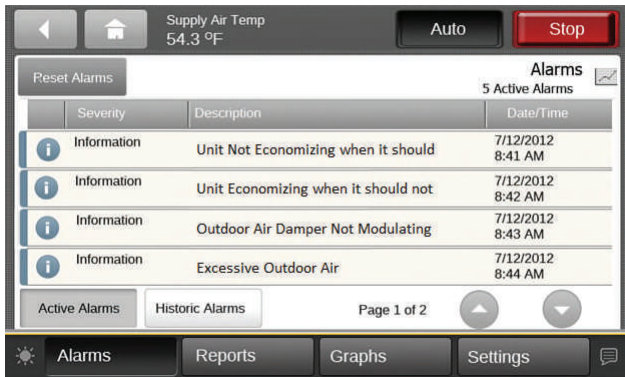 Supply Air Temp
54.3 °F
Auto
Stop
Reset Alarms
Alarms
5 Active Alarms
Severity
Description
Date/Time
Information
Unit Not Economizing when it should
7/12/2012
8:41 AM
Information
Unit Economizing when it should not
7/12/2012
8:42 AM
Information
Outdoor Air Damper Not Modulating
7/12/2012
8:43 AM
Information
Excessive Outdoor Air
7/12/2012
8:44 AM
Active Alarms
Historic Alarms
Page 1 of 2
Alarms
Reports
Graphs
Settings